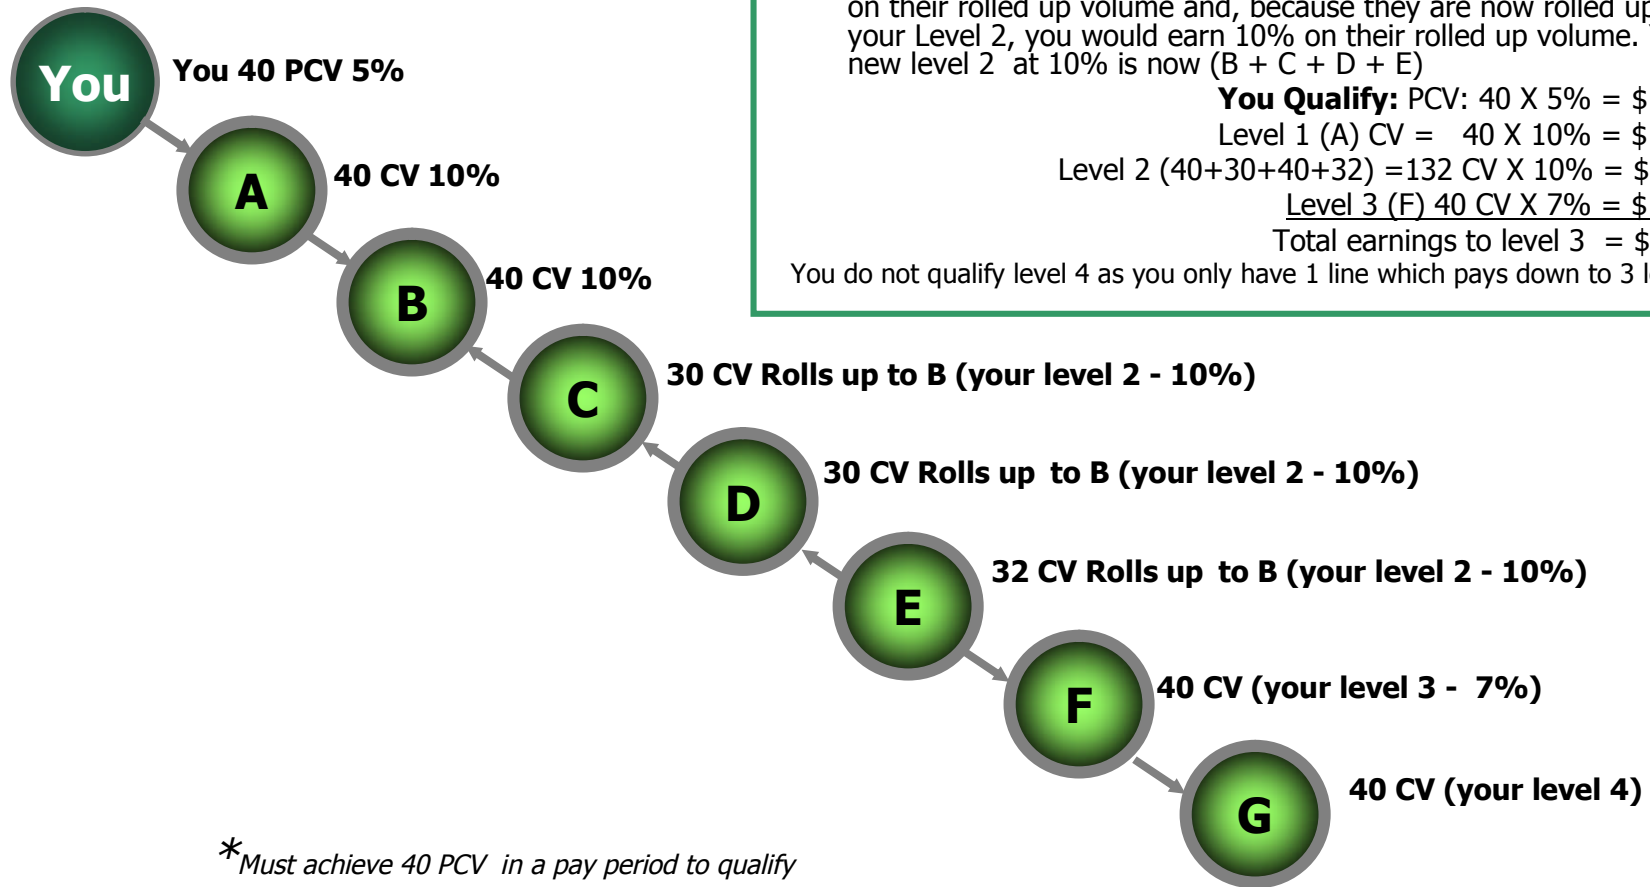 on their rolled up volume and, because they are now rolled up
your Level 2, you would earn 10% on their rolled up volume.
new level 2 at 10% is now (B + C + D + E)
You Qualify: PCV: 40 X 5% = $
Level 1 (A) CV = 40 X 10% = $
Level 2 (40+30+40+32) =132 CV X 10% = $
Level 3 (F) 40 CV X 7% = $
Total earnings to level 3 = $
You do not qualify level 4 as you only have 1 line which pays down to 3
You
You 40 PCV 5%
A
40 CV 10%
B
40 CV 10%
C
30 CV Rolls up to B (your level 2 - 10%)
D
30 CV Rolls up to B (your level 2 - 10%)
E
32 CV Rolls up to B (your level 2 - 10%)
F
40 CV (your level 3 - 7%)
G
40 CV (your level 4)
*Must achieve 40 PCV in a pay period to qualify